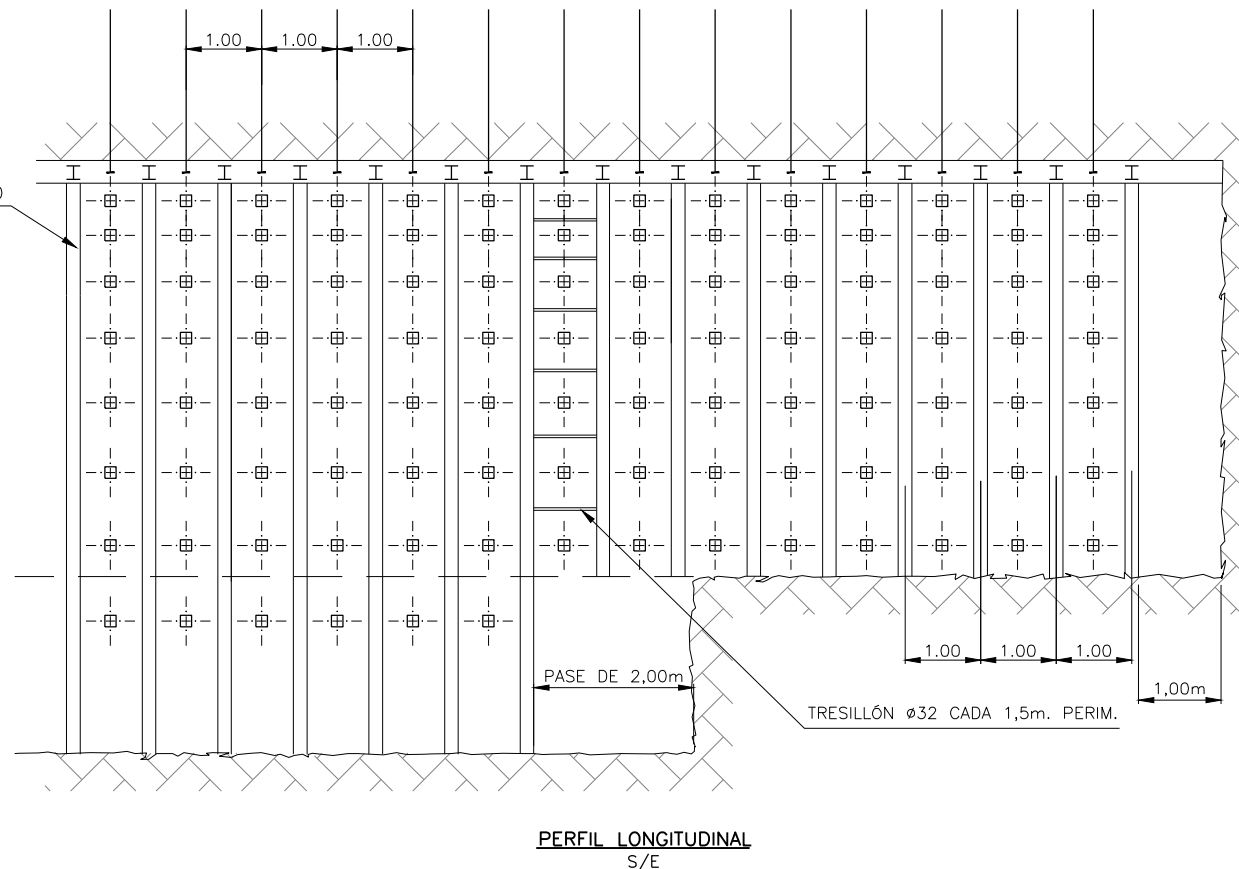 1.00 1.00 1.00
1.00 1.00 1.00
PASE DE 2,00m
1,00m
TRESILLÓN ø32 CADA 1,5m. PERIM.
PERFIL LONGITUDINAL
S/E